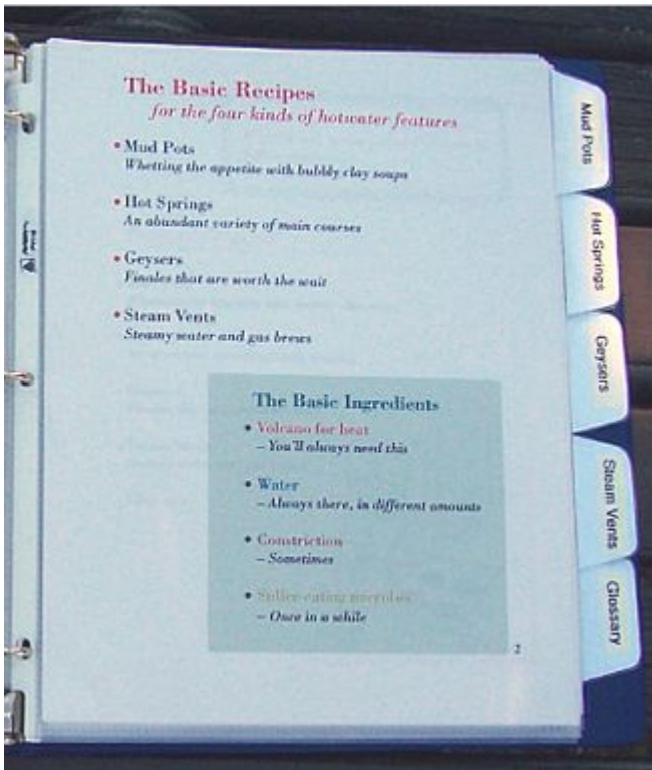 The Basic Recipes
for the four kinds of hotwater features
• Mud Pots
Whetting the appetite with bubbly clay soups
• Hot Springs
An abundant variety of main courses
• Geysers
Finales that are worth the wait
• Steam Vents
Steamy water and gas brews
The Basic Ingredients
• Volcano for heat
– You'll always need this
• Water
– Always there, in different amounts
• Constriction
– Sometimes
• Sulfer-eating microbes
– Once in a while
2
Mud Pots
Hot Springs
Geysers
Steam Vents
Glossary